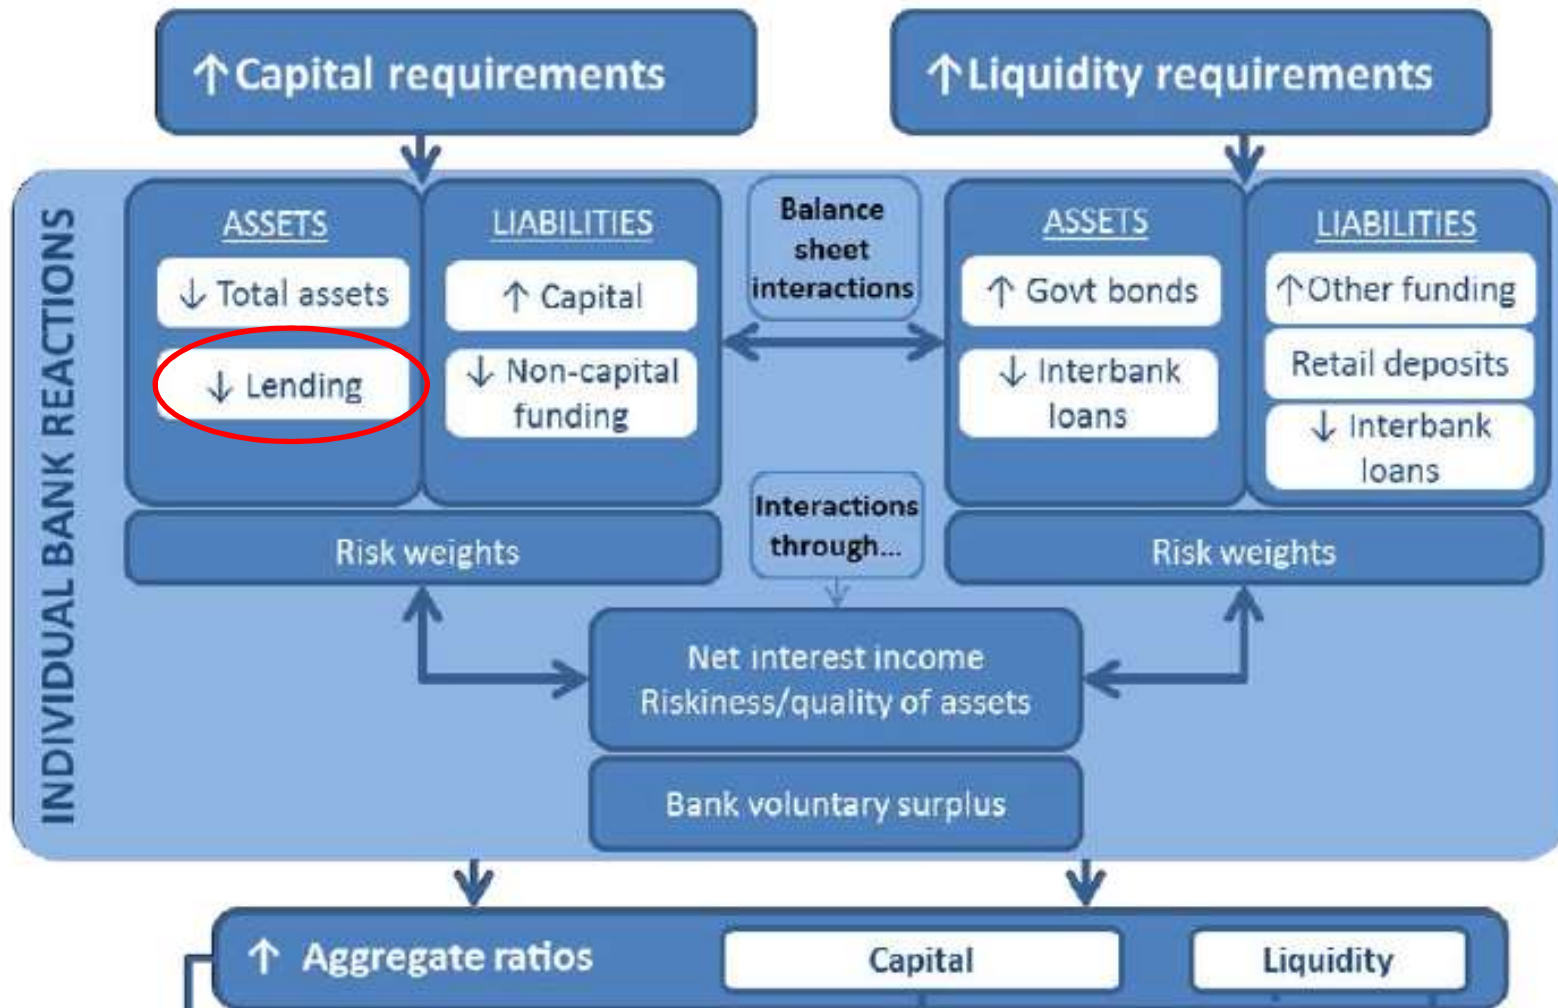 ↑Capital requirements
↑Liquidity requirements
INDIVIDUAL BANK REACTIONS
ASSETS
↓ Total assets
↓ Lending
LIABILITIES
↑ Capital
↓ Non-capital
funding
Risk weights
Balance
sheet
interactions
ASSETS
↑ Govt bonds
↓ Interbank
loans
LIABILITIES
↑Other funding
Retail deposits
↓ Interbank
loans
Risk weights
Interactions
through...
Net interest income
Riskiness/quality of assets
Bank voluntary surplus
↑ Aggregate ratios
Capital
Liquidity